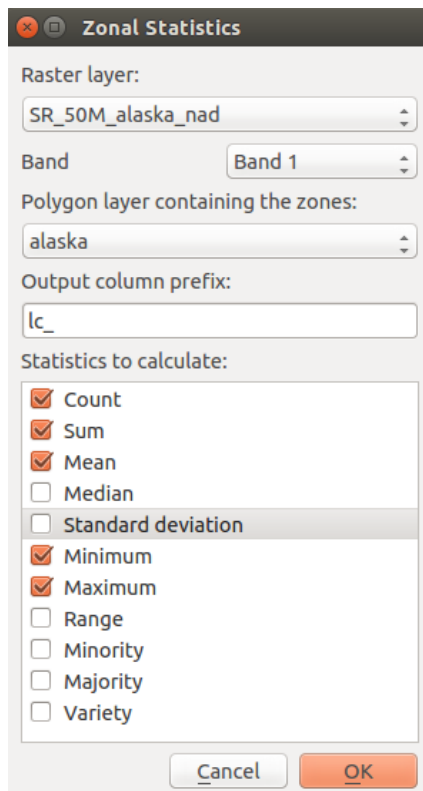 Zonal Statistics
Raster layer:
SR_50M_alaska_nad
Band Band 1
Polygon layer containing the zones:
alaska
Output column prefix:
lc_
Statistics to calculate:
Count
Sum
Mean
Median
Standard deviation
Minimum
Maximum
Range
Minority
Majority
Variety
Cancel OK